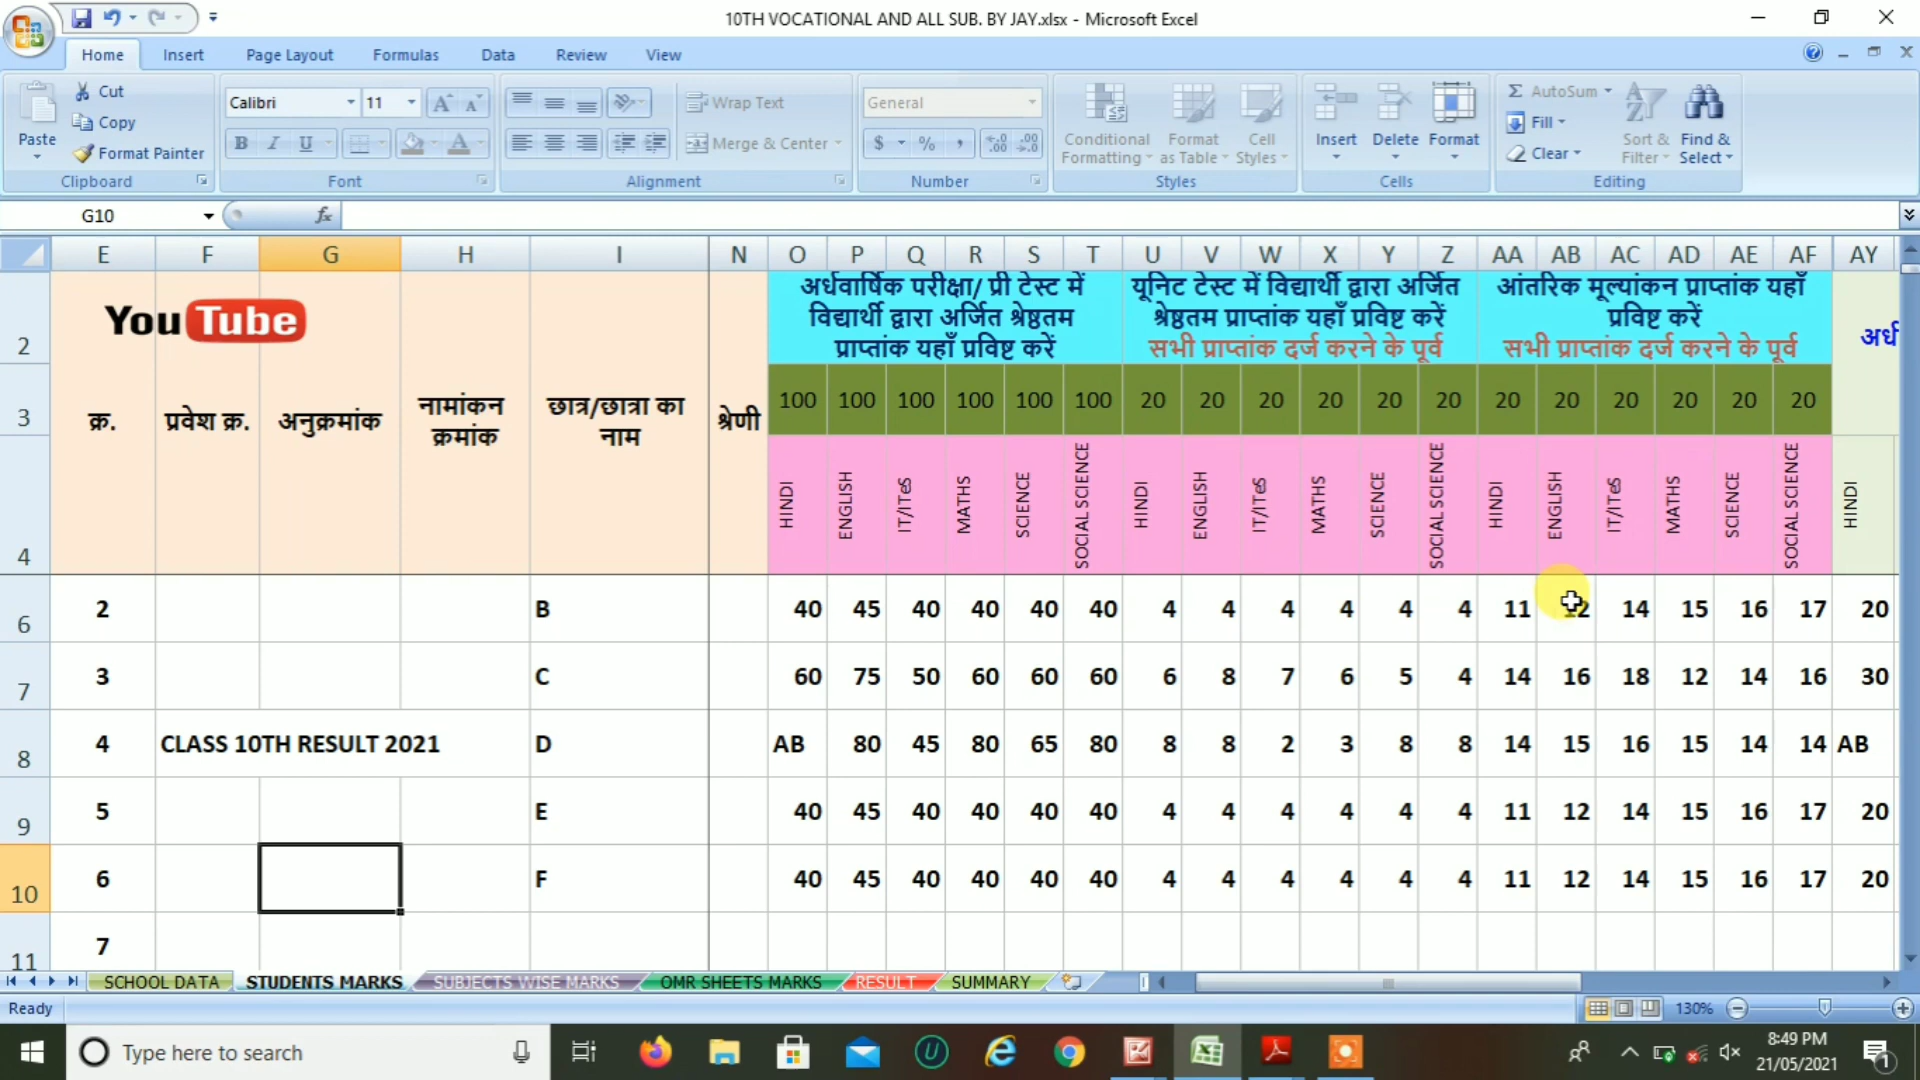 10TH VOCATIONAL AND ALL SUB. BY JAY.xlsx - Microsoft Excel
Home Insert Page Layout Formulas Data Review View
Paste Cut Copy Format Painter Clipboard
Calibri 11 B I U Font
Wrap Text Merge & Center Alignment
General $ % , Number
Conditional Formatting Format as Table Cell Styles Styles
Insert Delete Format Cells
Σ AutoSum Fill Clear Sort & Filter Find & Select Editing
G10 fx
E F G H I N O P Q R S T U V W X Y Z AA AB AC AD AE AF AY
2 YouTube
अर्धवार्षिक परीक्षा/ प्री टेस्ट में
विद्यार्थी द्वारा अर्जित श्रेष्ठतम
प्राप्तांक यहाँ प्रविष्ट करें
यूनिट टेस्ट में विद्यार्थी द्वारा अर्जित
श्रेष्ठतम प्राप्तांक यहाँ प्रविष्ट करें
सभी प्राप्तांक दर्ज करने के पूर्व
आंतरिक मूल्यांकन प्राप्तांक यहाँ
प्रविष्ट करें
सभी प्राप्तांक दर्ज करने के पूर्व
अर्ध
3 क्र. प्रवेश क्र. अनुक्रमांक नामांकन क्रमांक छात्र/छात्रा का नाम श्रेणी 100 100 100 100 100 100 20 20 20 20 20 20 20 20 20 20 20 20
4 HINDI ENGLISH IT/ITeS MATHS SCIENCE SOCIAL SCIENCE HINDI ENGLISH IT/ITeS MATHS SCIENCE SOCIAL SCIENCE HINDI ENGLISH IT/ITeS MATHS SCIENCE SOCIAL SCIENCE HINDI
6 2 B 40 45 40 40 40 40 4 4 4 4 4 4 11 12 14 15 16 17 20
7 3 C 60 75 50 60 60 60 6 8 7 6 5 4 14 16 18 12 14 16 30
8 4 CLASS 10TH RESULT 2021 D AB 80 45 80 65 80 8 8 2 3 8 8 14 15 16 15 14 14 AB
9 5 E 40 45 40 40 40 40 4 4 4 4 4 4 11 12 14 15 16 17 20
10 6 F 40 45 40 40 40 40 4 4 4 4 4 4 11 12 14 15 16 17 20
11 7
SCHOOL DATA STUDENTS MARKS SUBJECTS WISE MARKS OMR SHEETS MARKS RESULT SUMMARY
Ready 130%
Type here to search 8:49 PM
21/05/2021 1